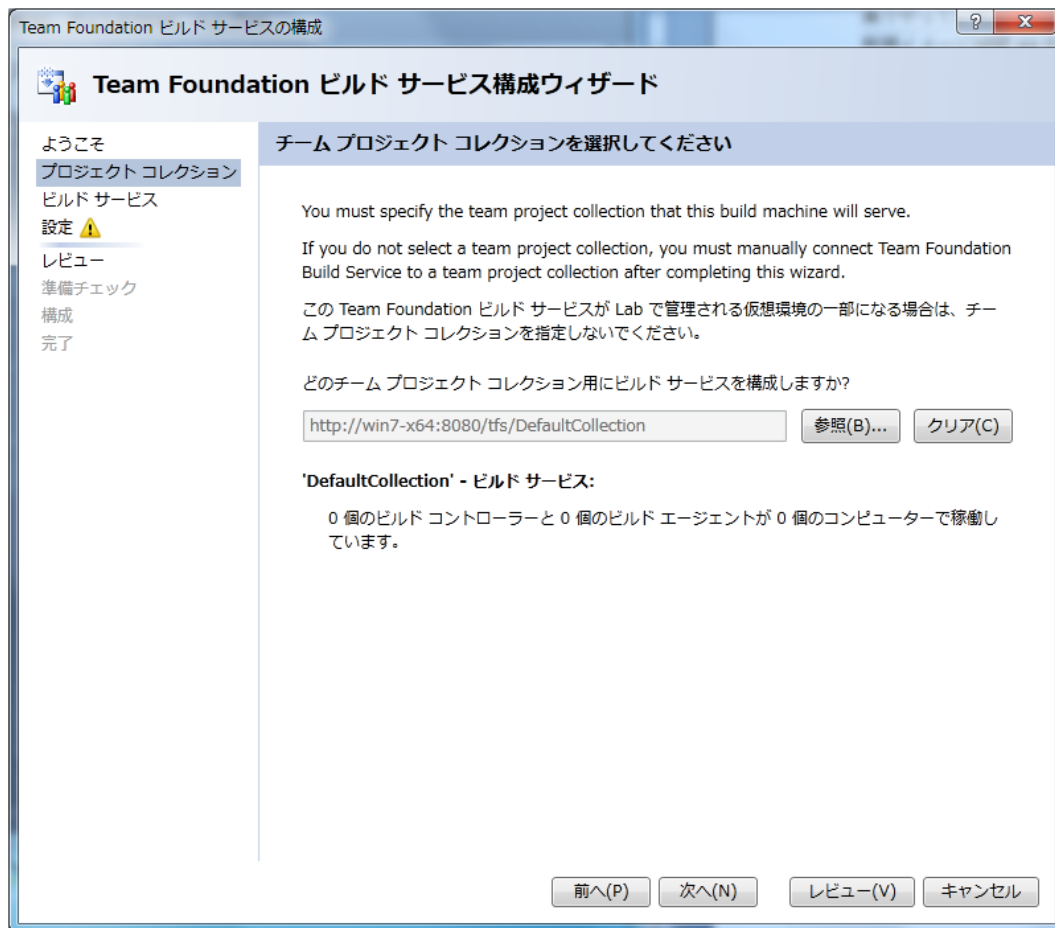 Team Foundation ビルド サービスの構成
Team Foundation ビルド サービス構成ウィザード
ようこそ
プロジェクト コレクション
ビルド サービス
設定
レビュー
準備チェック
構成
完了
チーム プロジェクト コレクションを選択してください
You must specify the team project collection that this build machine will serve.
If you do not select a team project collection, you must manually connect Team Foundation
Build Service to a team project collection after completing this wizard.
この Team Foundation ビルド サービスが Lab で管理される仮想環境の一部になる場合は、チー
ム プロジェクト コレクションを指定しないでください。
どのチーム プロジェクト コレクション用にビルド サービスを構成しますか?
http://win7-x64:8080/tfs/DefaultCollection
参照(B)...
クリア(C)
'DefaultCollection' - ビルド サービス:
0 個のビルド コントローラーと 0 個のビルド エージェントが 0 個のコンピューターで稼働し
ています。
前へ(P)
次へ(N)
レビュー(V)
キャンセル